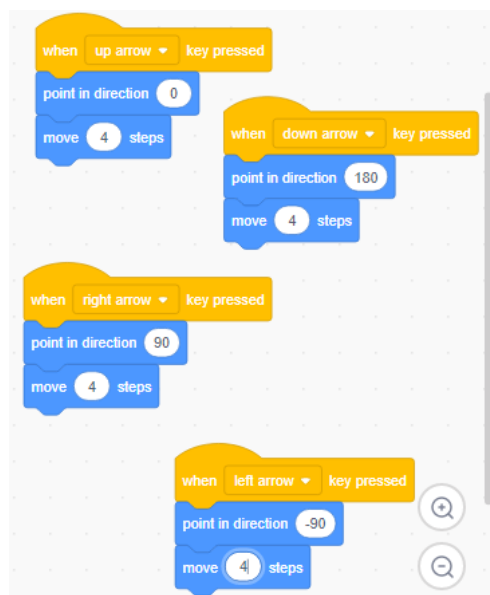 when up arrow key pressed
point in direction 0
move 4 steps
when down arrow key pressed
point in direction 180
move 4 steps
when right arrow key pressed
point in direction 90
move 4 steps
when left arrow key pressed
point in direction -90
move 4 steps